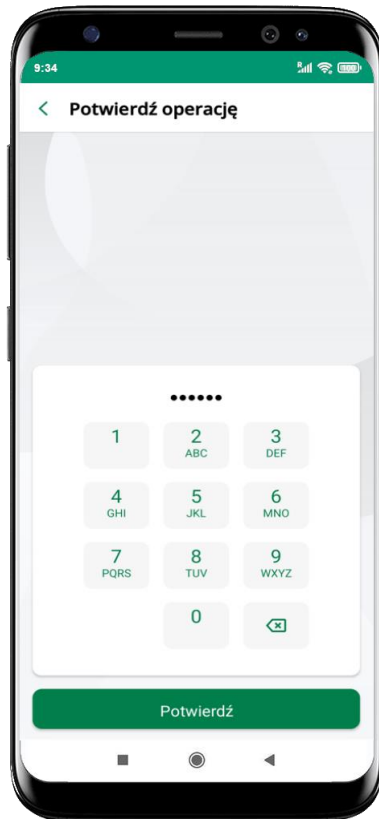 9:34
R
100
Potwierdź operację
••••••
1
2
ABC
3
DEF
4
GHI
5
JKL
6
MNO
7
PQRS
8
TUV
9
WXYZ
0
Potwierdź